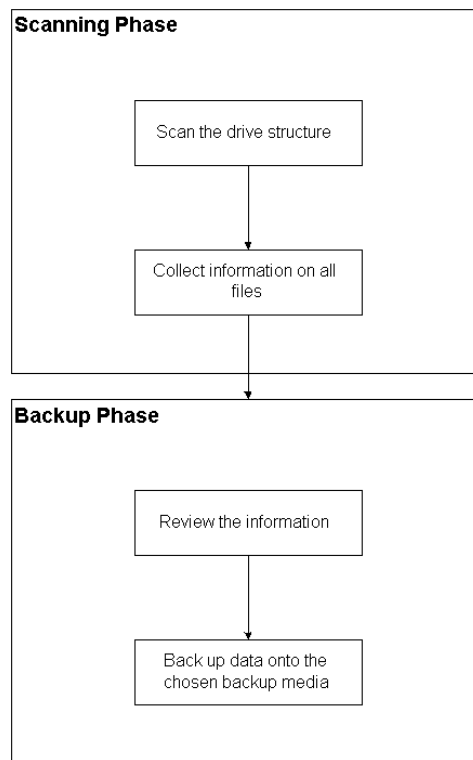 Scanning Phase
Scan the drive structure
Collect information on all
files
Backup Phase
Review the information
Back up data onto the
chosen backup media